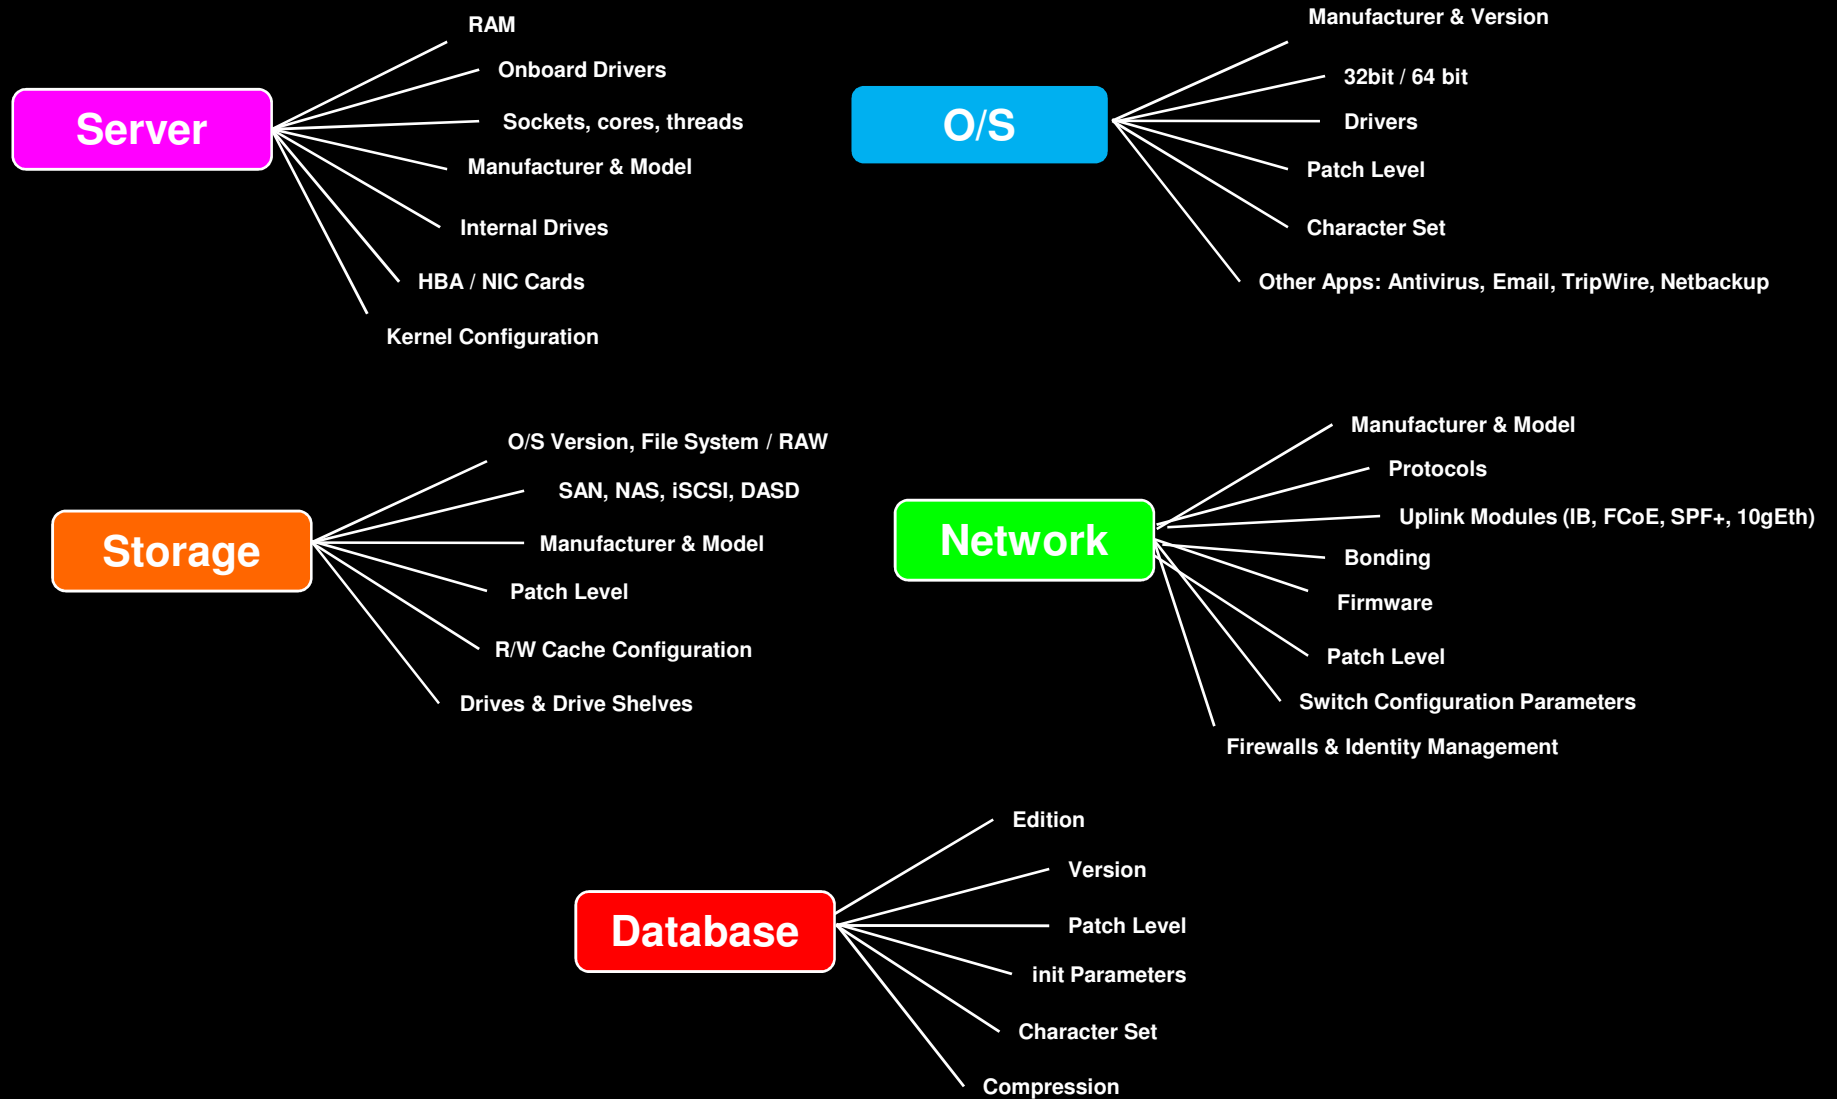 Server
RAM
Onboard Drivers
Sockets, cores, threads
Manufacturer & Model
Internal Drives
HBA / NIC Cards
Kernel Configuration
O/S
Manufacturer & Version
32bit / 64 bit
Drivers
Patch Level
Character Set
Other Apps: Antivirus, Email, TripWire, Netbackup
Storage
O/S Version, File System / RAW
SAN, NAS, iSCSI, DASD
Manufacturer & Model
Patch Level
R/W Cache Configuration
Drives & Drive Shelves
Network
Manufacturer & Model
Protocols
Uplink Modules (IB, FCoE, SPF+, 10gEth)
Bonding
Firmware
Patch Level
Switch Configuration Parameters
Firewalls & Identity Management
Database
Edition
Version
Patch Level
init Parameters
Character Set
Compression